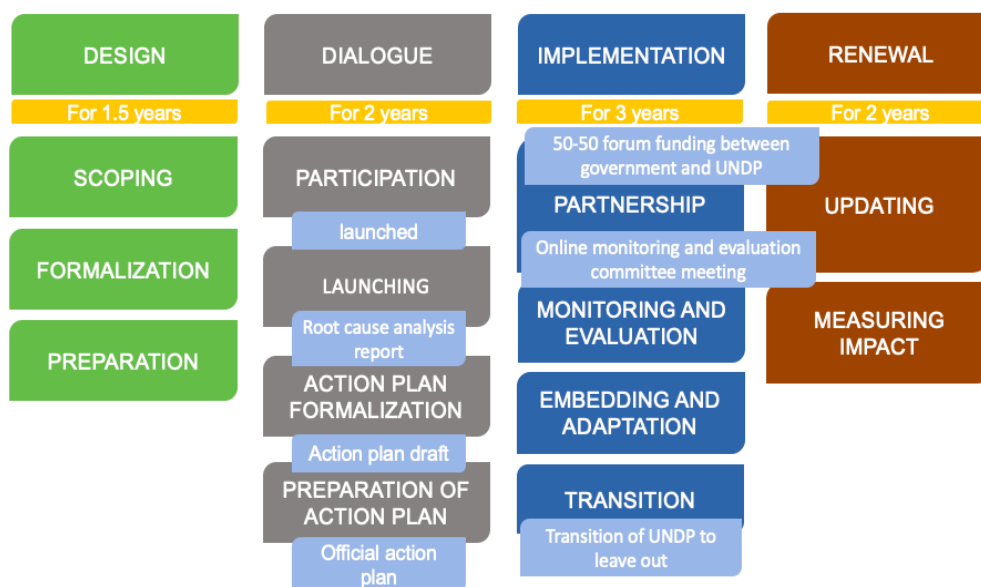 DESIGN
For 1.5 years
SCOPING
FORMALIZATION
PREPARATION
DIALOGUE
For 2 years
PARTICIPATION
launched
LAUNCHING
Root cause analysis
report
ACTION PLAN
FORMALIZATION
Action plan draft
PREPARATION OF
ACTION PLAN
Official action
plan
IMPLEMENTATION
For 3 years
50-50 forum funding between
government and UNDP
PARTNERSHIP
Online monitoring and evaluation
committee meeting
MONITORING AND
EVALUATION
EMBEDDING AND
ADAPTATION
TRANSITION
Transition of UNDP to
leave out
RENEWAL
For 2 years
UPDATING
MEASURING
IMPACT